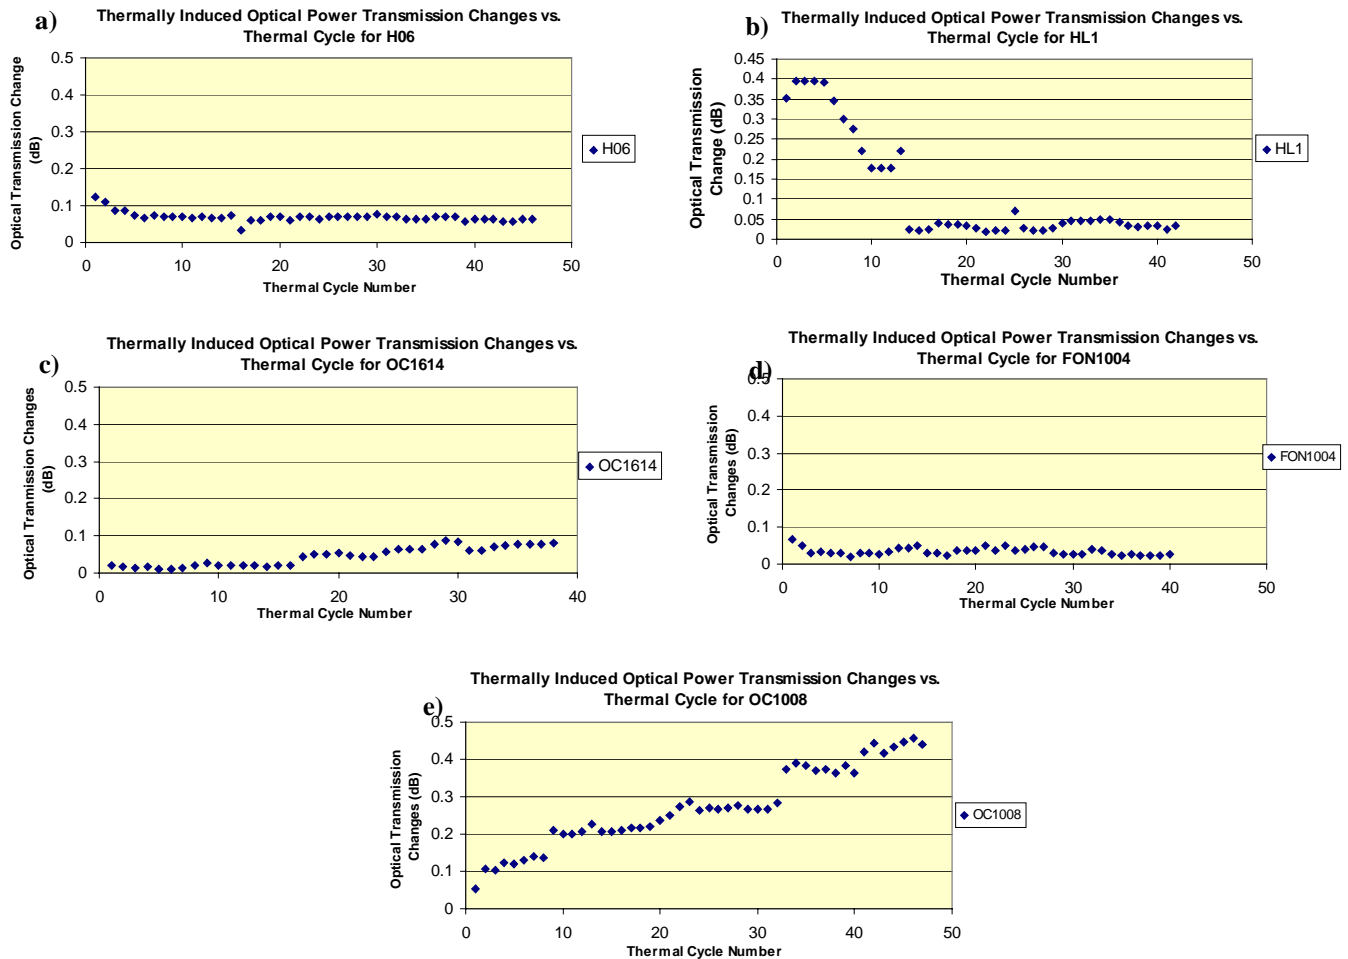 a)
Thermally Induced Optical Power Transmission Changes vs.
Thermal Cycle for H06
Optical Transmission Change
(dB)
0.5
0.4
0.3
0.2
0.1
0
0 10 20 30 40 50
Thermal Cycle Number
H06
b)
Thermally Induced Optical Power Transmission Changes vs.
Thermal Cycle for HL1
Optical Transmission
Change (dB)
0.45
0.4
0.35
0.3
0.25
0.2
0.15
0.1
0.05
0
0 10 20 30 40 50
Thermal Cycle Number
HL1
c)
Thermally Induced Optical Power Transmission Changes vs.
Thermal Cycle for OC1614
Optical Tranmission Changes
(dB)
0.5
0.4
0.3
0.2
0.1
0
0 10 20 30 40
Thermal Cycle Number
OC1614
d)
Thermally Induced Optical Power Transmission Changes vs.
Thermal Cycle for FON1004
Optical Transmission
Changes (dB)
0.5
0.4
0.3
0.2
0.1
0
0 10 20 30 40 50
Thermal Cycle Number
FON1004
e)
Thermally Induced Optical Power Transmission Changes vs.
Thermal Cycle for OC1008
Optical Transmission
Changes (dB)
0.5
0.4
0.3
0.2
0.1
0
0 10 20 30 40 50
Thermal Cycle Number
OC1008